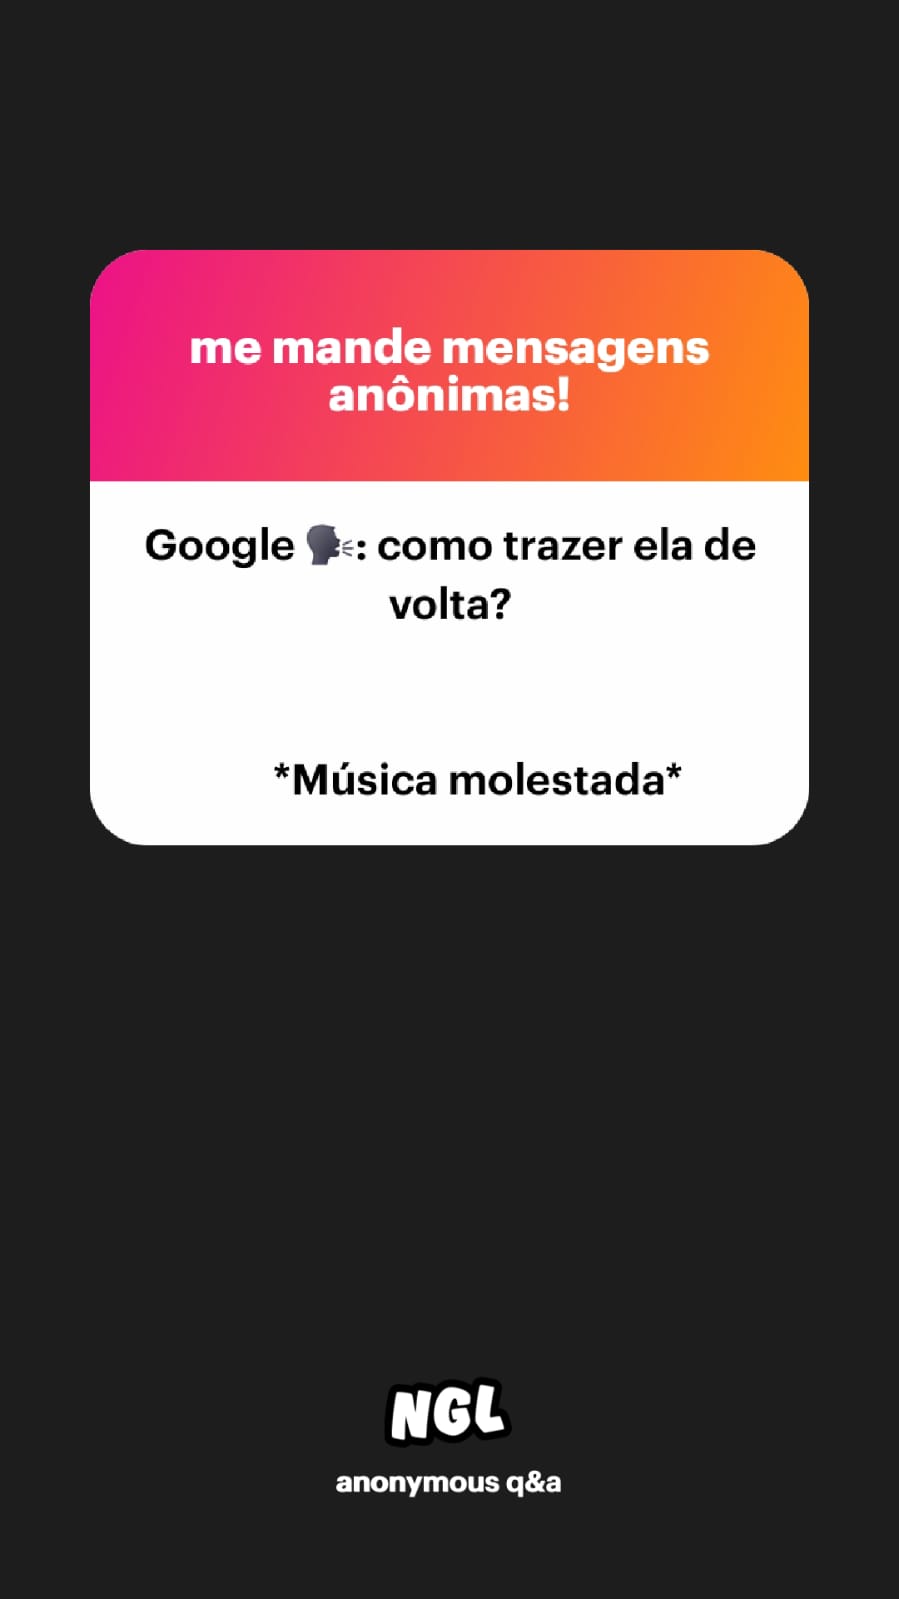 me mande mensagens
anônimas!
Google 🗣️: como trazer ela de
volta?
*Música molestada*
NGL
anonymous q&a